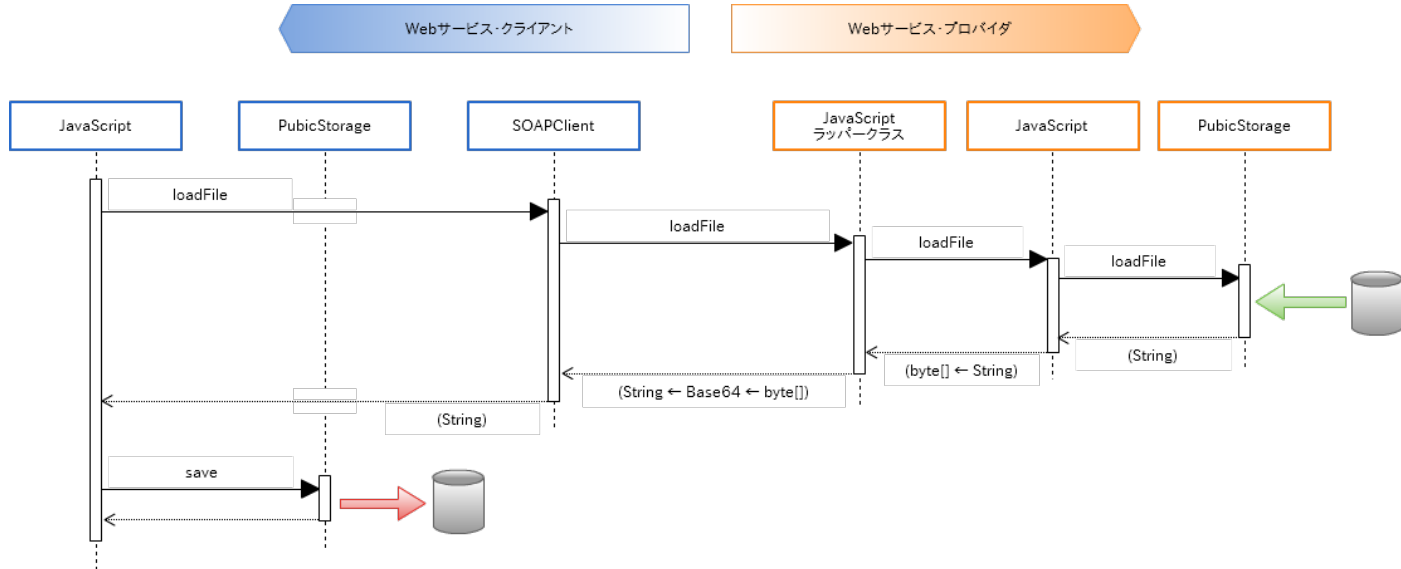 Webサービス・クライアント
Webサービス・プロバイダ
JavaScript
PubicStorage
SOAPClient
JavaScript
ラッパークラス
JavaScript
PubicStorage
loadFile
loadFile
loadFile
loadFile
(String)
(byte[] ← String)
(String ← Base64 ← byte[])
(String)
save